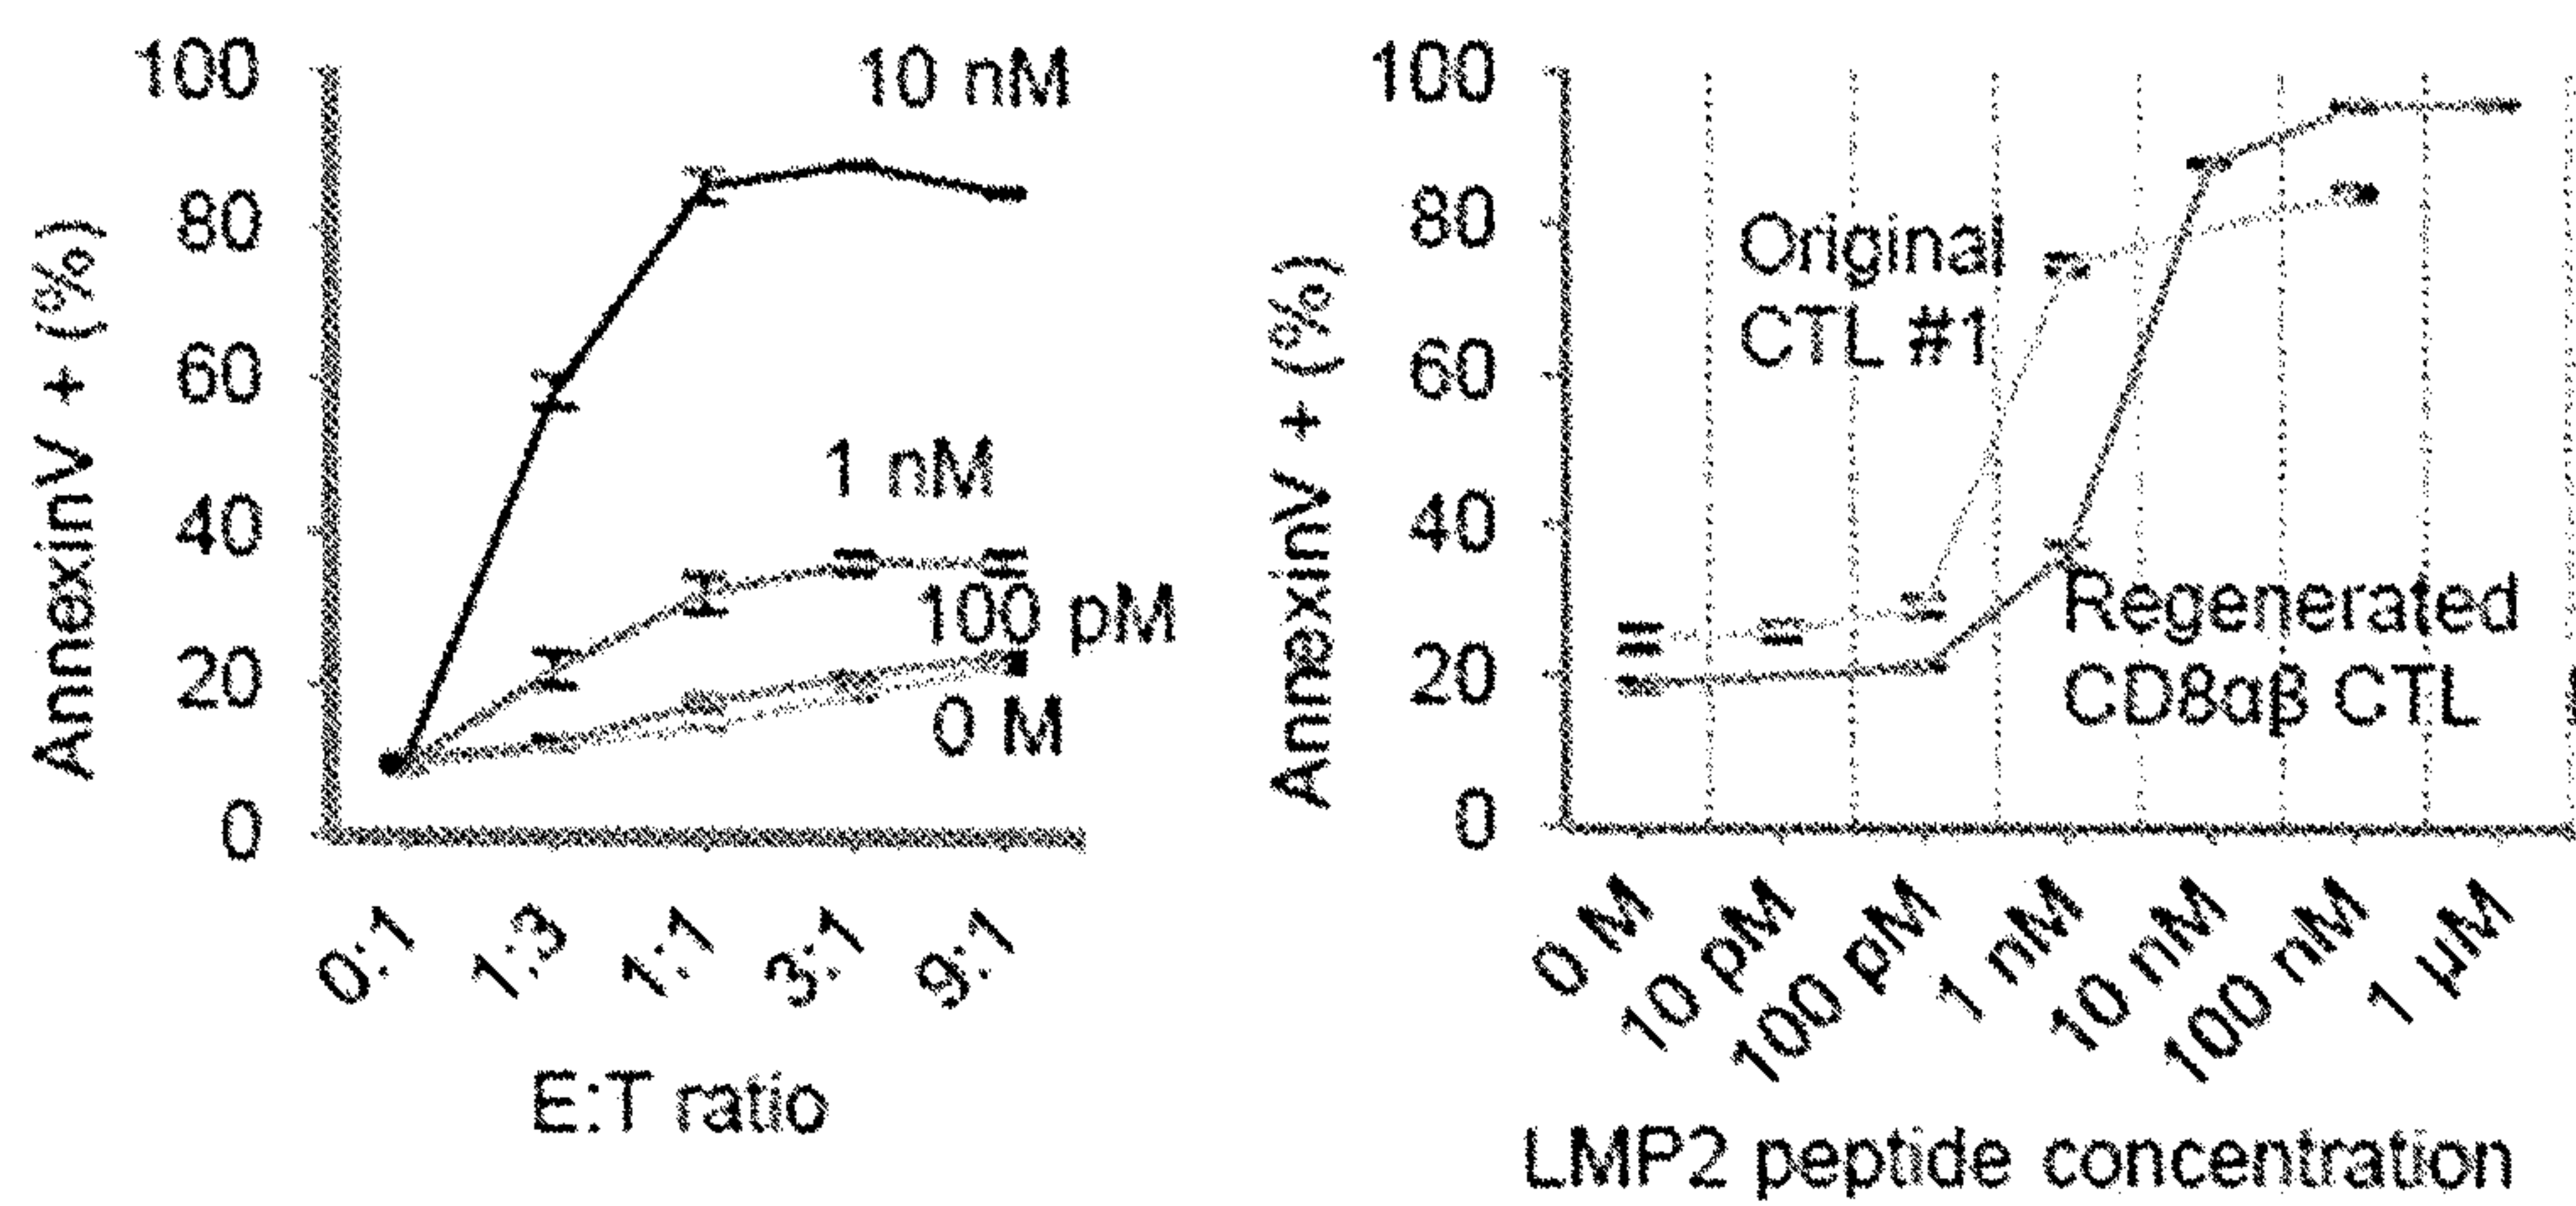 AnnexinV + (%)
100
80
60
40
20
0
10 nM
1 nM
100 pM
0 M
0:1
1:3
1:1
3:1
9:1
E:T ratio
AnnexinV + (%)
100
80
60
40
20
0
Original
CTL #1
Regenerated
CD8αβ CTL
0 M
10 pM
100 pM
1 nM
10 nM
100 nM
1 μM
LMP2 peptide concentration